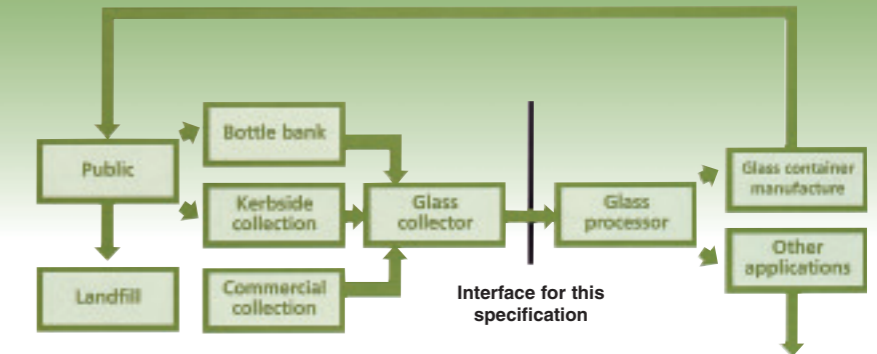 Public
Landfill
Bottle bank
Kerbside
collection
Commercial
collection
Glass
collector
Interface for this
specification
Glass
processor
Glass container
manufacture
Other
applications